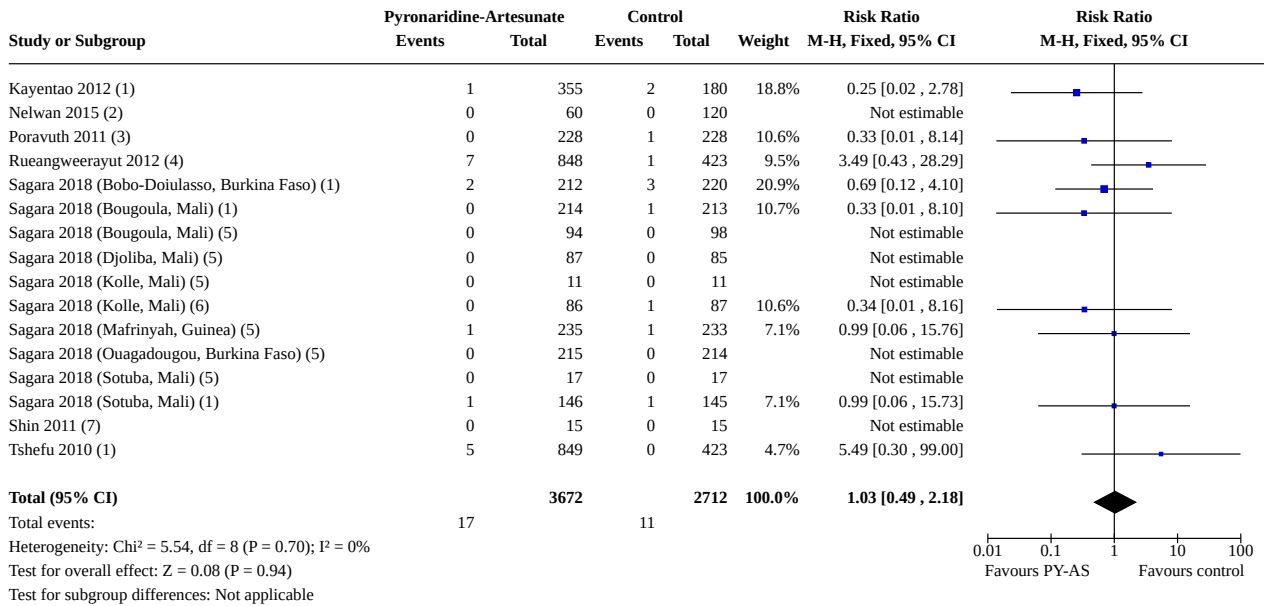 Pyronaridine-Artesunate Control Risk Ratio Risk Ratio
Study or Subgroup Events Total Events Total Weight M-H, Fixed, 95% CI M-H, Fixed, 95% CI
Kayentao 2012 (1) 1 355 2 180 18.8% 0.25 [0.02 , 2.78]
Nelwan 2015 (2) 0 60 0 120 Not estimable
Poravuth 2011 (3) 0 228 1 228 10.6% 0.33 [0.01 , 8.14]
Rueangweerayut 2012 (4) 7 848 1 423 9.5% 3.49 [0.43 , 28.29]
Sagara 2018 (Bobo-Doiulasso, Burkina Faso) (1) 2 212 3 220 20.9% 0.69 [0.12 , 4.10]
Sagara 2018 (Bougoula, Mali) (1) 0 214 1 213 10.7% 0.33 [0.01 , 8.10]
Sagara 2018 (Bougoula, Mali) (5) 0 94 0 98 Not estimable
Sagara 2018 (Djoliba, Mali) (5) 0 87 0 85 Not estimable
Sagara 2018 (Kolle, Mali) (5) 0 11 0 11 Not estimable
Sagara 2018 (Kolle, Mali) (6) 0 86 1 87 10.6% 0.34 [0.01 , 8.16]
Sagara 2018 (Mafrinyah, Guinea) (5) 1 235 1 233 7.1% 0.99 [0.06 , 15.76]
Sagara 2018 (Ouagadougou, Burkina Faso) (5) 0 215 0 214 Not estimable
Sagara 2018 (Sotuba, Mali) (5) 0 17 0 17 Not estimable
Sagara 2018 (Sotuba, Mali) (1) 1 146 1 145 7.1% 0.99 [0.06 , 15.73]
Shin 2011 (7) 0 15 0 15 Not estimable
Tshefu 2010 (1) 5 849 0 423 4.7% 5.49 [0.30 , 99.00]
Total (95% CI) 3672 2712 100.0% 1.03 [0.49 , 2.18]
Total events: 17 11
Heterogeneity: Chi² = 5.54, df = 8 (P = 0.70); I² = 0%
0.01 0.1 1 10 100
Test for overall effect: Z = 0.08 (P = 0.94)
Favours PY-AS Favours control
Test for subgroup differences: Not applicable